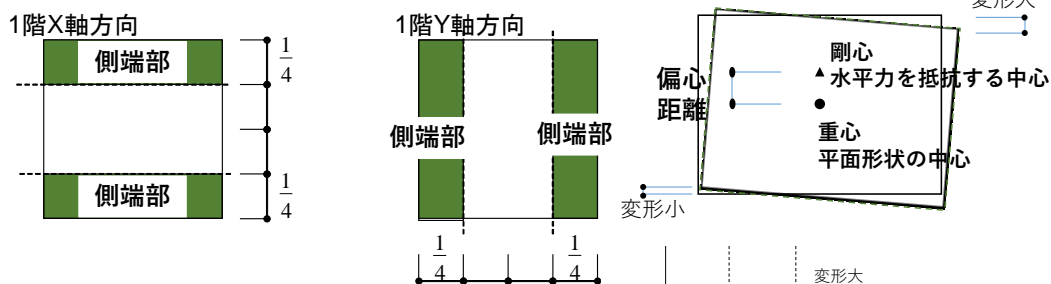 1階X軸方向
側端部
側端部
1/4
1/4
1階Y軸方向
側端部
側端部
1/4
1/4
変形大
偏心
距離
剛心
▲水平力を抵抗する中心
重心
平面形状の中心
変形小
変形大